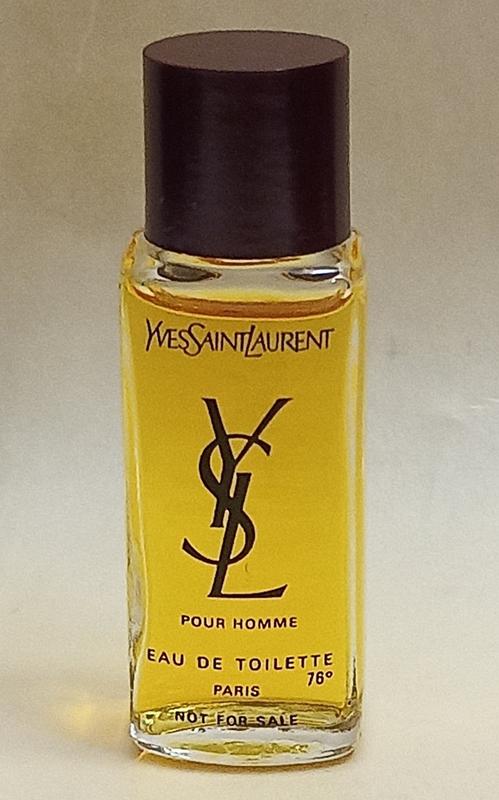 YVESSAINTLAURENT
YSL
POUR HOMME
EAU DE TOILETTE
76°
PARIS
NOT FOR SALE